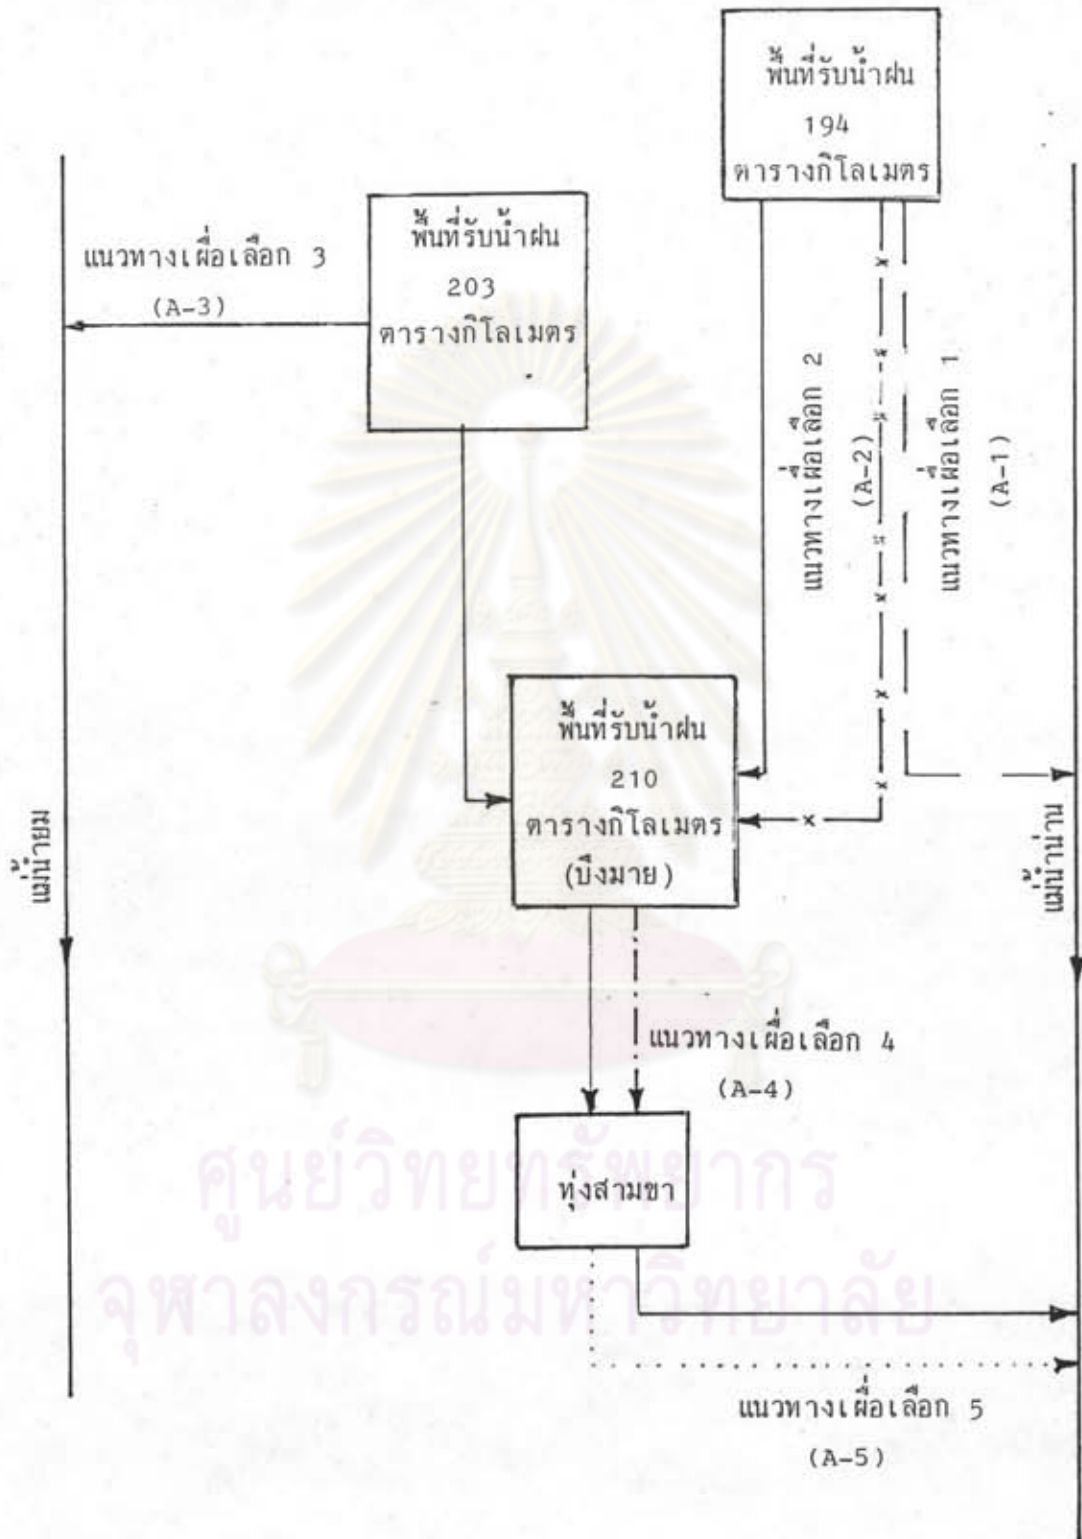 พื้นที่รับน้ำฝน
194
ตารางกิโลเมตร
พื้นที่รับน้ำฝน
203
ตารางกิโลเมตร
แนวทางเผื่อเลือก 3
(A-3)
แนวทางเผื่อเลือก 2
(A-2)
แนวทางเผื่อเลือก 1
(A-1)
พื้นที่รับน้ำฝน
210
ตารางกิโลเมตร
(บึงมาย)
แม่น้ำยม
แม่น้ำน่าน
แนวทางเผื่อเลือก 4
(A-4)
ทุ่งสามขา
ศูนย์วิทยทรัพยากร
จุฬาลงกรณ์มหาวิทยาลัย
แนวทางเผื่อเลือก 5
(A-5)